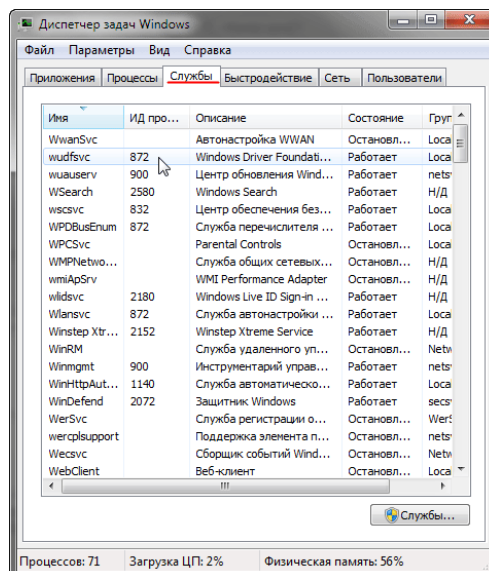 Диспетчер задач Windows
Файл Параметры Вид Справка
Приложения Процессы Службы Быстродействие Сеть Пользователи
Имя ИД про... Описание Состояние Груп
WwanSvc Автонастройка WWAN Остановл... Loca
wudfsvc 872 Windows Driver Foundati... Работает Loca
wuauserv 900 Центр обновления Wind... Работает nets
WSearch 2580 Windows Search Работает Н/Д
wscsvc 832 Центр обеспечения без... Работает Loca
WPDBusEnum 872 Служба перечислителя ... Работает Loca
WPCSvc Parental Controls Остановл... Loca
WMPNetwo... Служба общих сетевых... Остановл... Н/Д
wmiApSrv WMI Performance Adapter Остановл... Н/Д
wlidsvc 2180 Windows Live ID Sign-in ... Работает Н/Д
Wlansvc 872 Служба автонастройки ... Работает Loca
Winstep Xtr... 2152 Winstep Xtreme Service Работает Н/Д
WinRM Служба удаленного уп... Остановл... Netw
Winmgmt 900 Инструментарий управ... Работает nets
WinHttpAut... 1140 Служба автоматическо... Работает Loca
WinDefend 2072 Защитник Windows Работает secs
WerSvc Служба регистрации о... Остановл... WerS
wercplsupport Поддержка элемента п... Остановл... nets
Wecsvc Сборщик событий Wind... Остановл... Netw
WebClient Веб-клиент Остановл... Loca
Службы...
Процессов: 71 Загрузка ЦП: 2% Физическая память: 56%